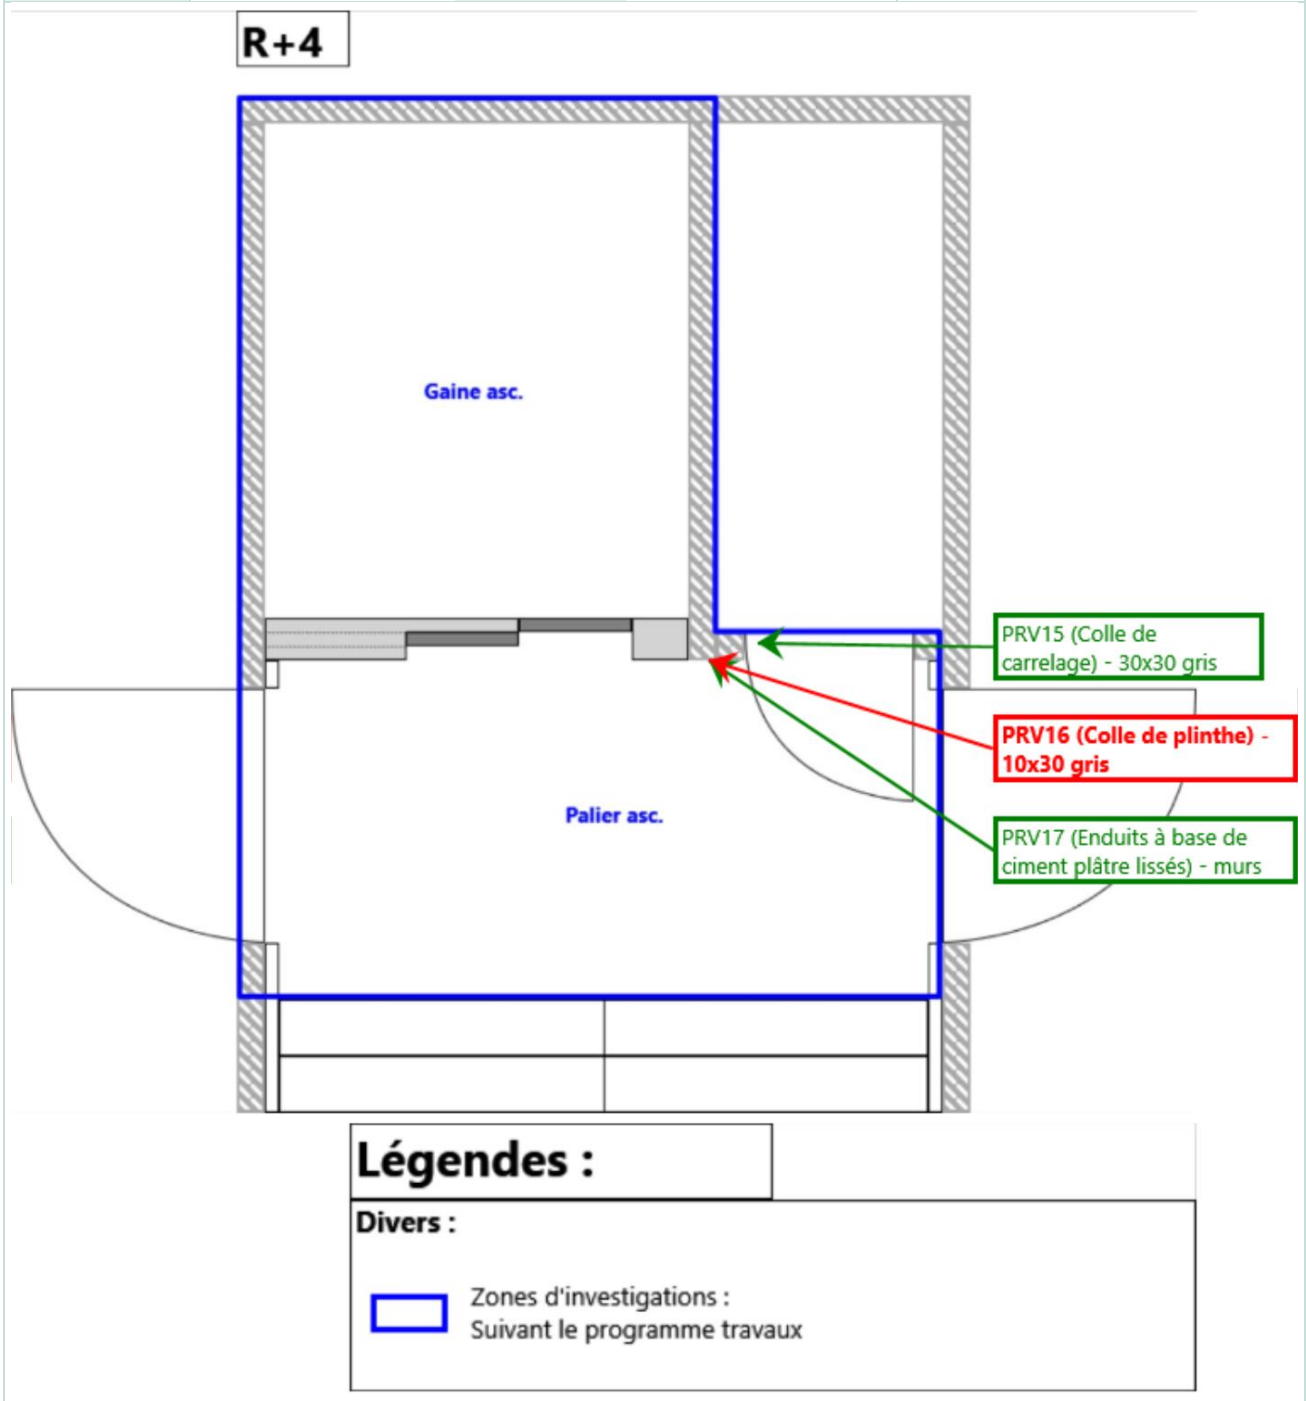 R+4
Gaine asc.
PRV15 (Colle de
carrelage) - 30x30 gris
PRV16 (Colle de plinthe) -
10x30 gris
Palier asc.
PRV17 (Enduits à base de
ciment plâtre lissés) - murs
Légendes :
Divers :
Zones d'investigations :
Suivant le programme travaux